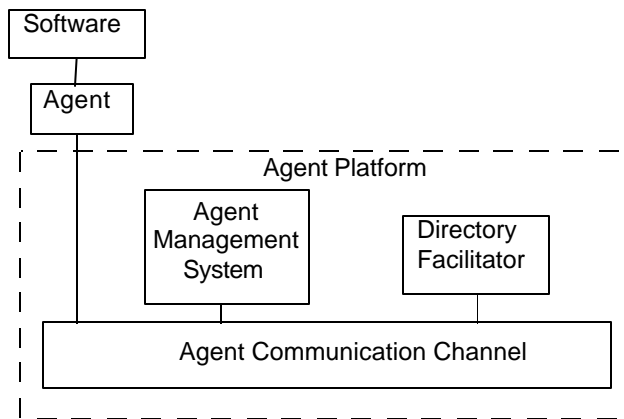 Software
Agent
Agent Platform
Agent
Management
System
Directory
Facilitator
Agent Communication Channel